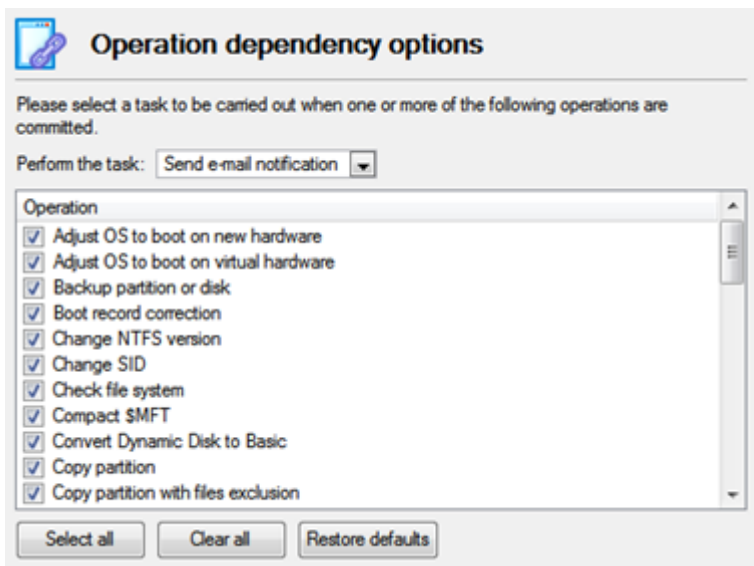 Operation dependency options
Please select a task to be carried out when one or more of the following operations are
committed.
Perform the task: Send e-mail notification
Operation
Adjust OS to boot on new hardware
Adjust OS to boot on virtual hardware
Backup partition or disk
Boot record correction
Change NTFS version
Change SID
Check file system
Compact $MFT
Convert Dynamic Disk to Basic
Copy partition
Copy partition with files exclusion
Select all Clear all Restore defaults